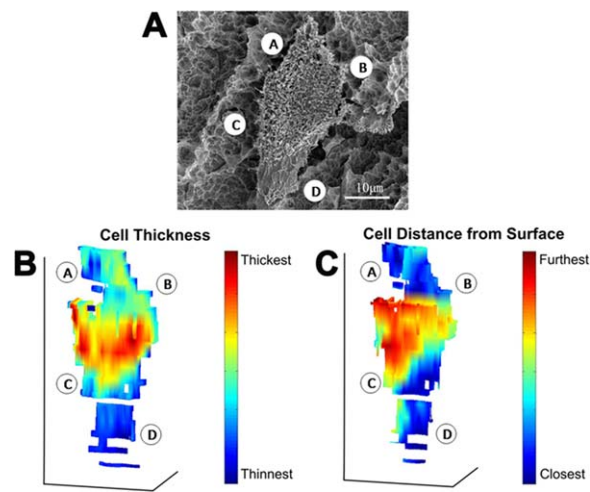 A
A
B
C
D
10μm
Cell Thickness
Cell Distance from Surface
B
A
B
C
D
Thickest
Thinnest
C
A
B
C
D
Furthest
Closest